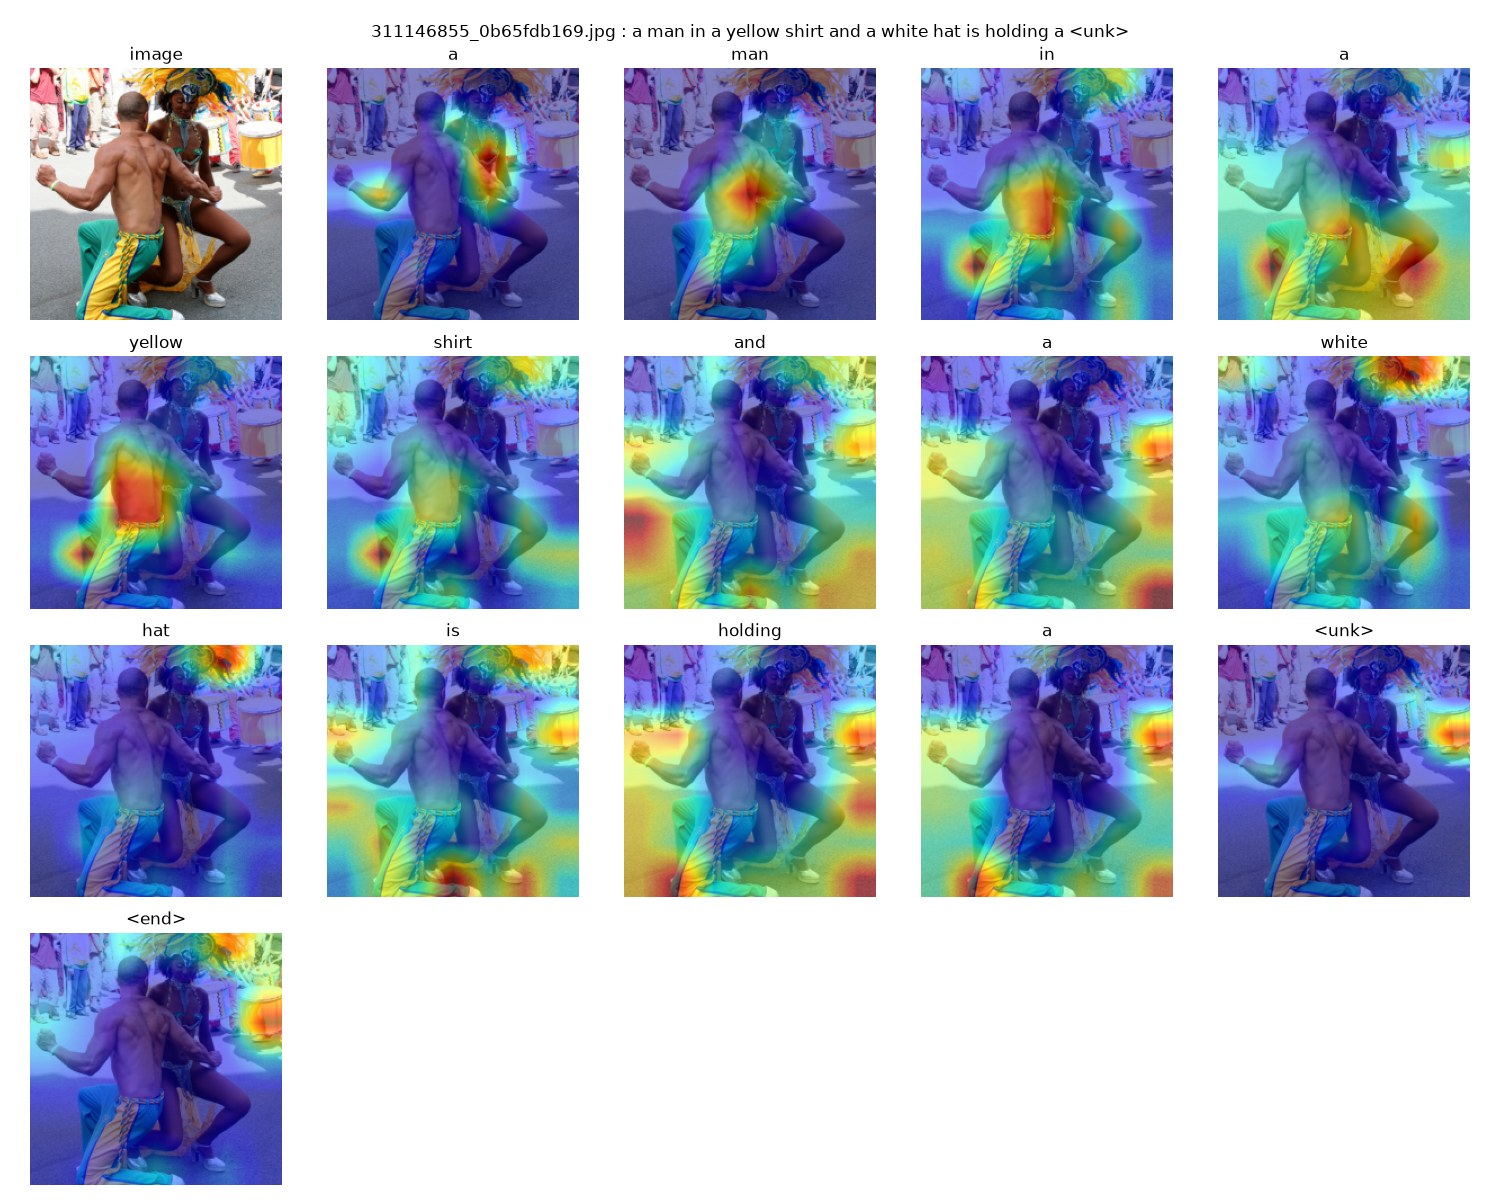 311146855_0b65fdb169.jpg : a man in a yellow shirt and a white hat is holding a <unk>
image a man in a
yellow shirt and a white
hat is holding a <unk>
<end>